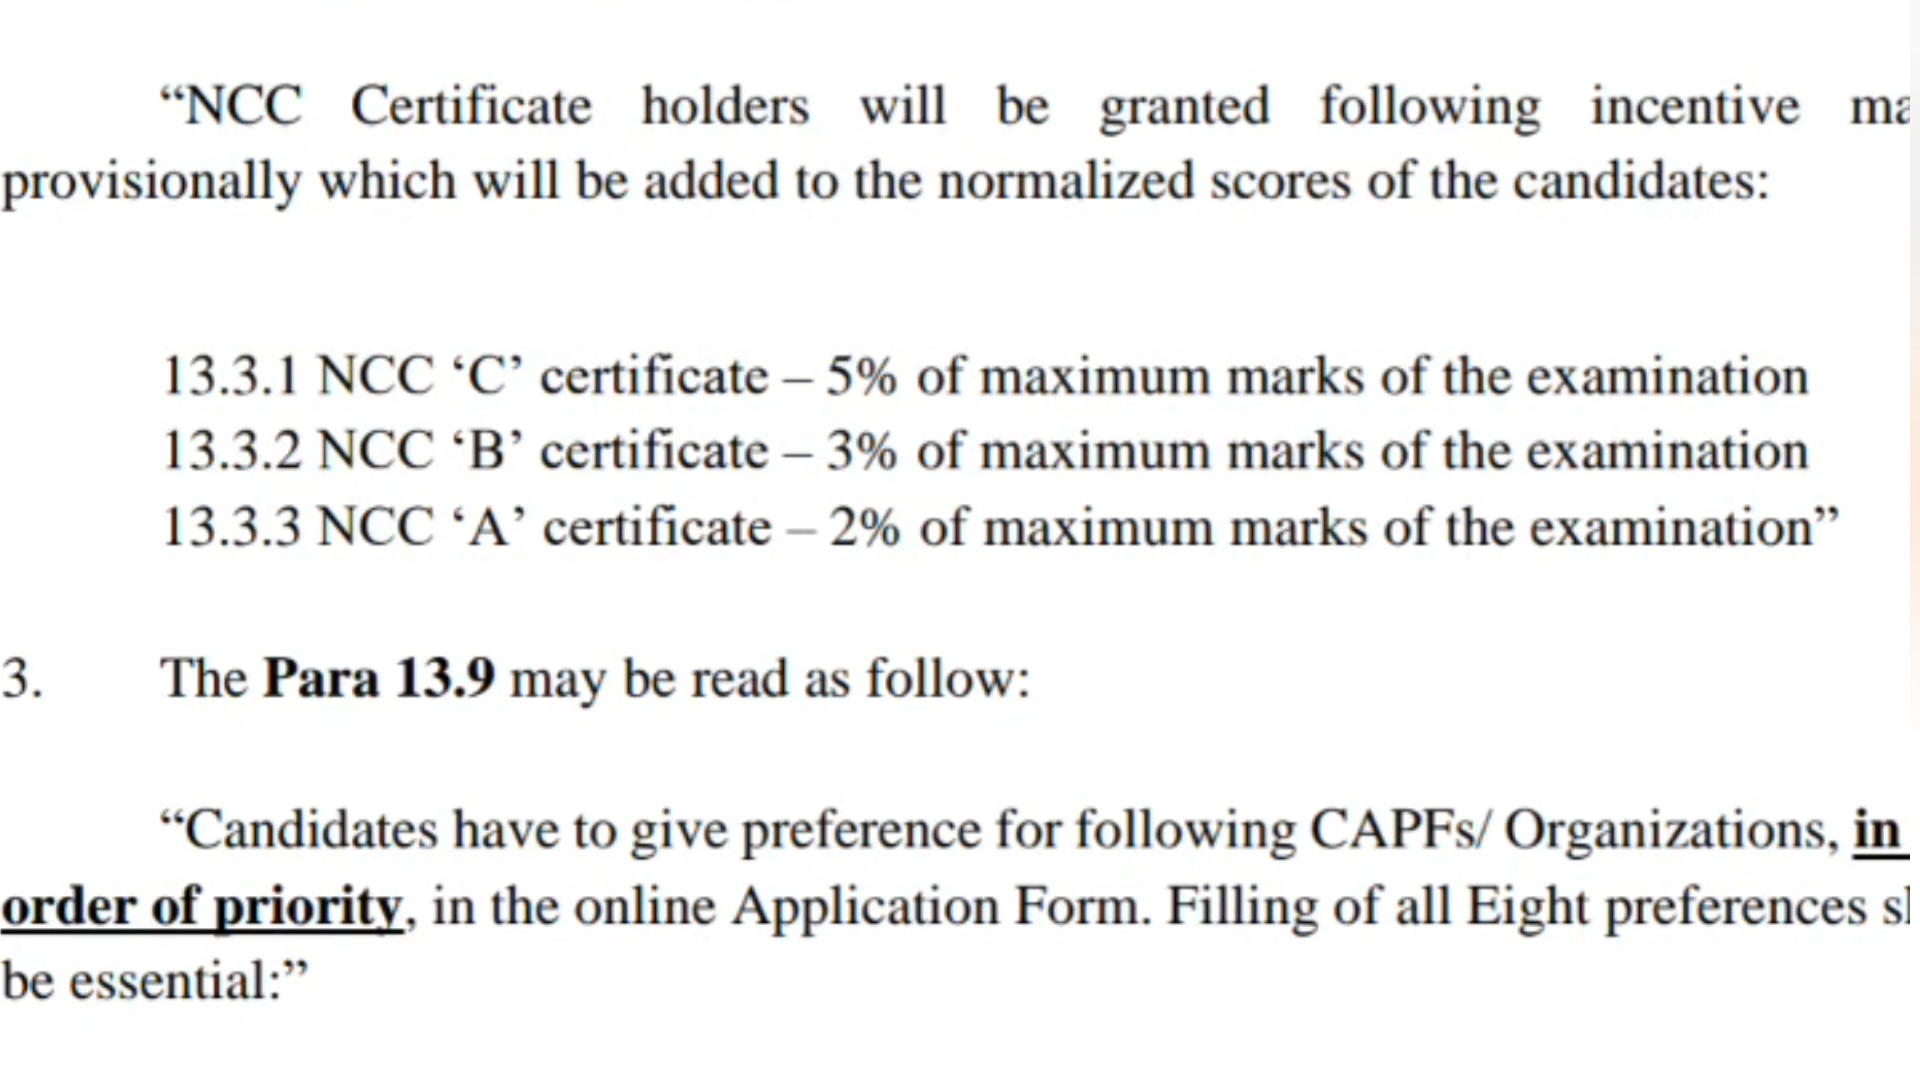 “NCC Certificate holders will be granted following incentive
provisionally which will be added to the normalized scores of the candidates:
13.3.1 NCC ‘C’ certificate – 5% of maximum marks of the examination
13.3.2 NCC ‘B’ certificate – 3% of maximum marks of the examination
13.3.3 NCC ‘A’ certificate – 2% of maximum marks of the examination”
3. The Para 13.9 may be read as follow:
“Candidates have to give preference for following CAPFs/ Organizations, in
order of priority, in the online Application Form. Filling of all Eight preferences
be essential:”